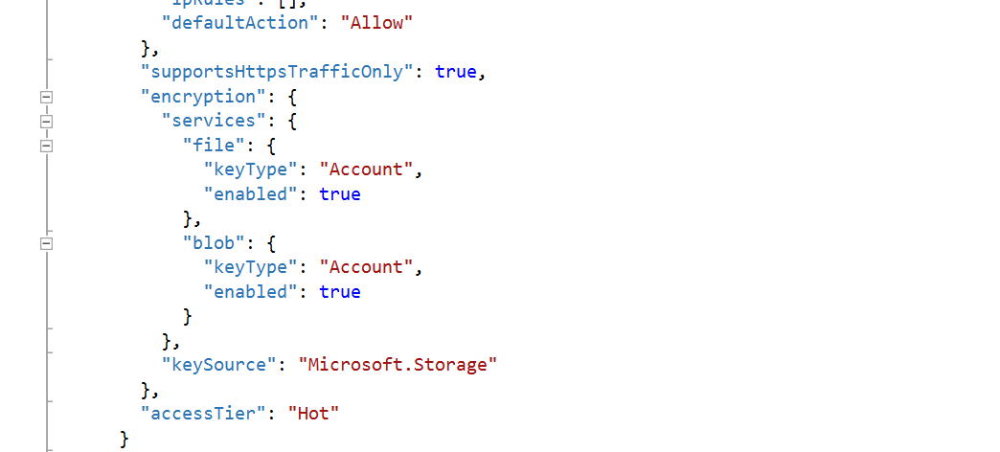 "ipRules": [],
"defaultAction": "Allow"
},
"supportsHttpsTrafficOnly": true,
"encryption": {
"services": {
"file": {
"keyType": "Account",
"enabled": true
},
"blob": {
"keyType": "Account",
"enabled": true
}
},
"keySource": "Microsoft.Storage"
},
"accessTier": "Hot"
}